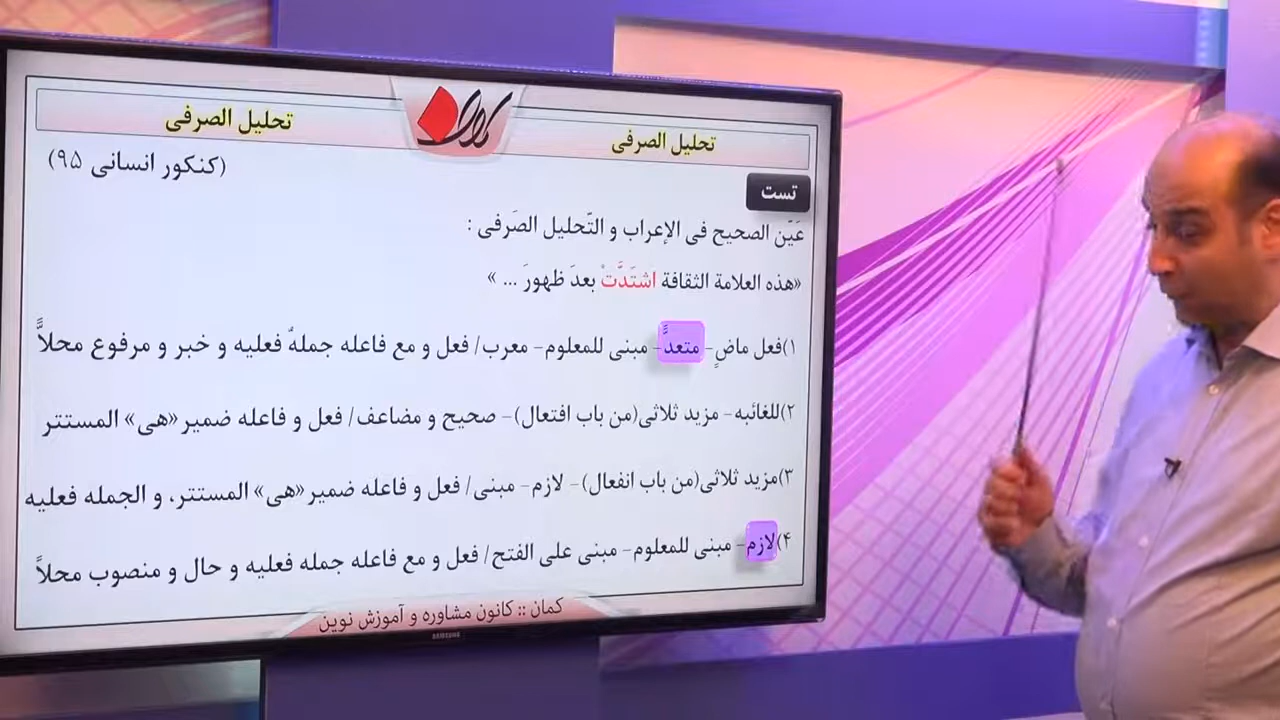 تحلیل الصرفی
تحلیل الصرفی
کمان
(کنکور انسانی ۹۵)
تست
عَیّن الصحیح فی الإعراب و التّحلیل الصَرفی :
«هذه العلامة الثقافة اشتَدَّتْ بعدَ ظهورَ ... »
۱)فعل ماضٍ- متعدٍّ- مبنی للمعلوم- معرب/ فعل و مع فاعله جملهٌ فعلیه و خبر و مرفوع محلاًّ
۲)للغائبه- مزید ثلاثی(من باب افتعال)- صحیح و مضاعف/ فعل و فاعله ضمیر«هی» المستتر
۳)مزید ثلاثی(من باب انفعال)- لازم- مبنی/ فعل و فاعله ضمیر«هی» المستتر، و الجمله فعلیه
۴)لازم- مبنی للمعلوم- مبنی علی الفتح/ فعل و مع فاعله جمله فعلیه و حال و منصوب محلاً
کمان :: کانون مشاوره و آموزش نوین
SAMSUNG